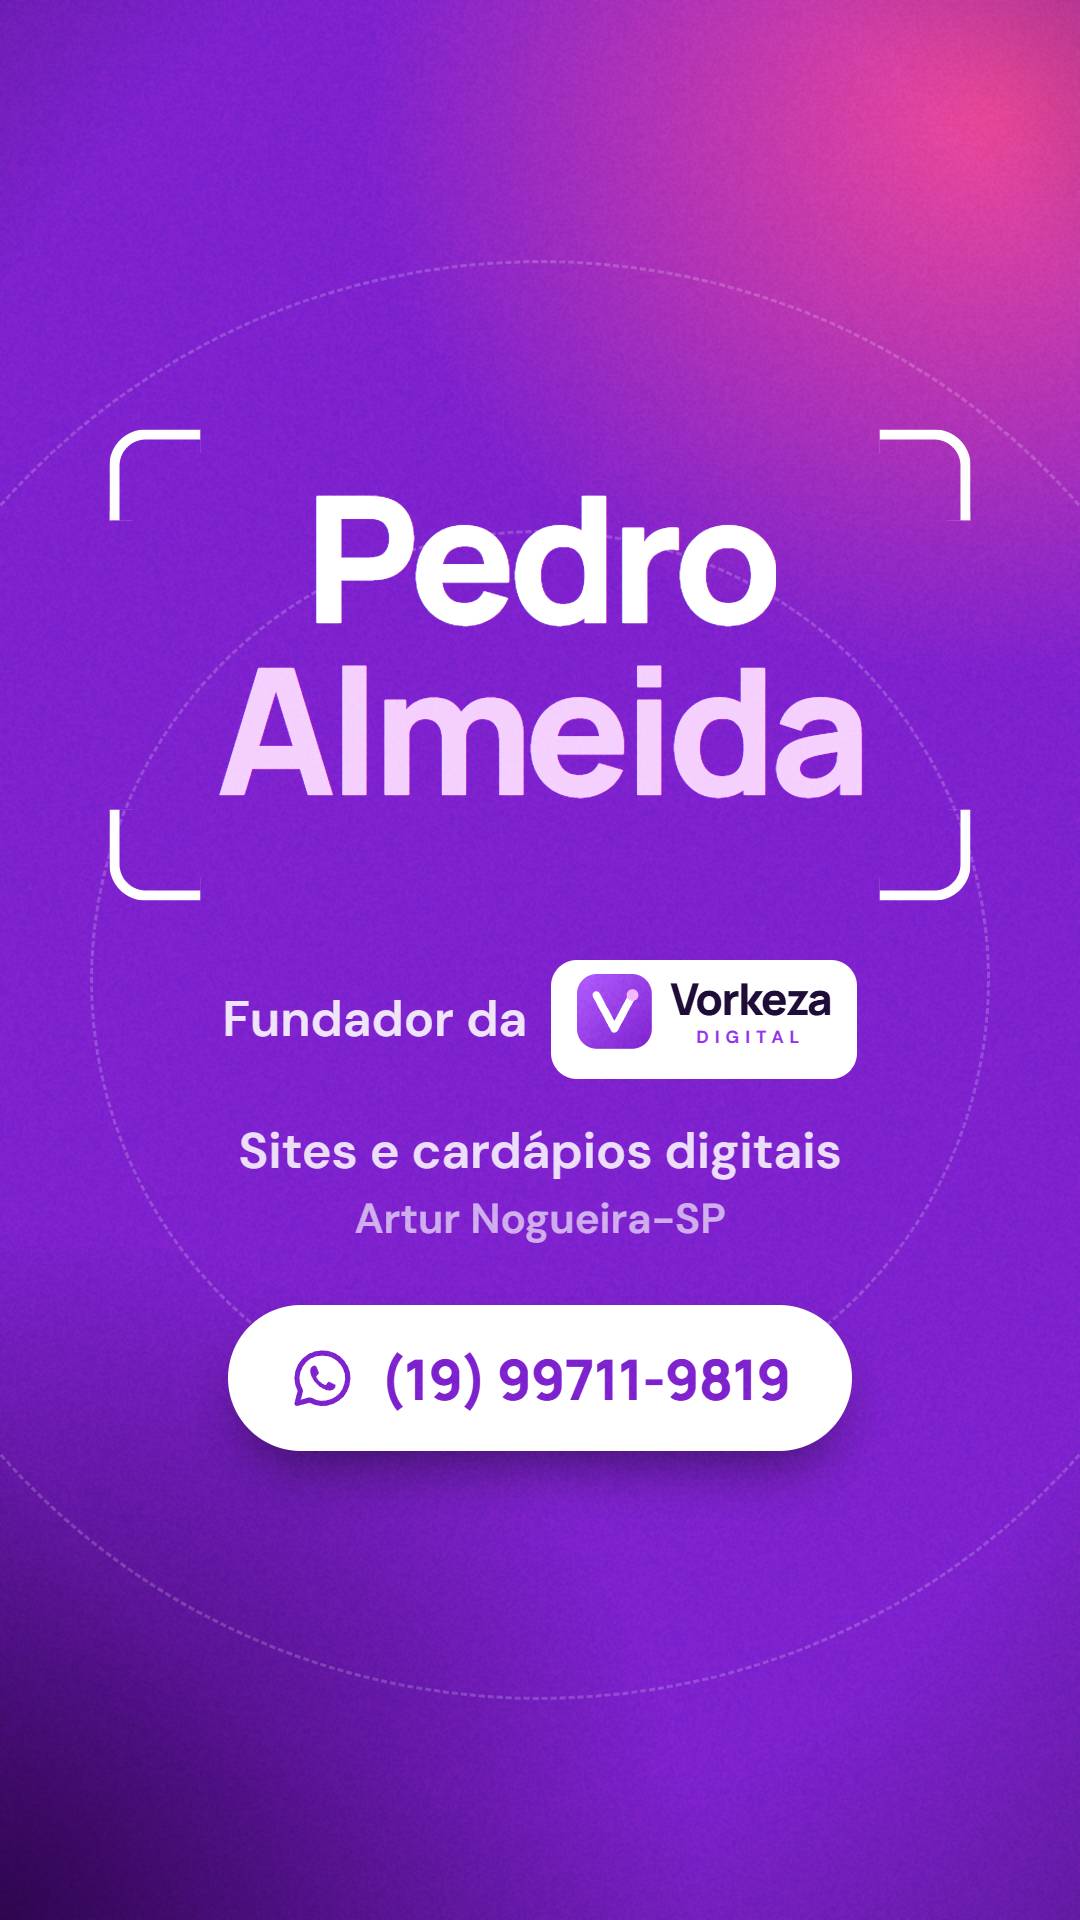 Pedro
Almeida
Fundador da Vorkeza
DIGITAL
Sites e cardápios digitais
Artur Nogueira-SP
(19) 99711-9819